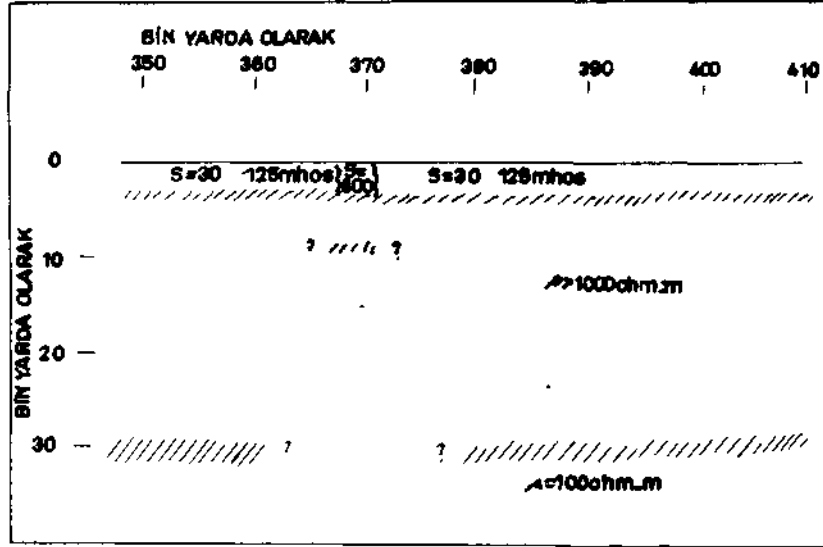 BİN YARDA OLARAK
350 360 370 380 390 400 410
0
S=30 -125mhos S= 600 S=30 125mhos
? ?
10
BİN YARDA OLARAK
>1000ohm.m
20
30 ? ?
=100ohm.m